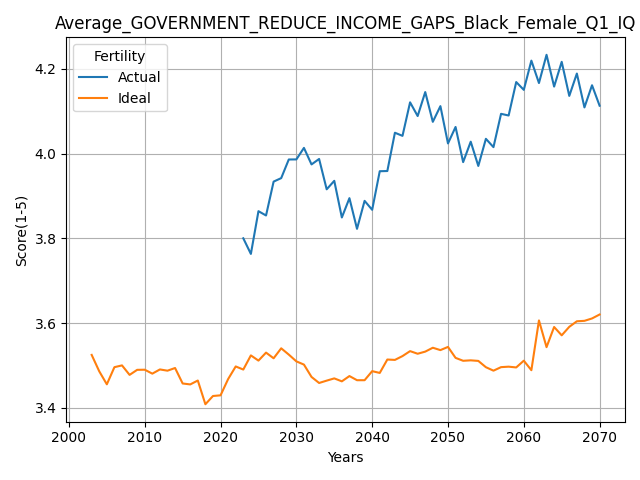 Average_GOVERNMENT_REDUCE_INCOME_GAPS_Black_Female_Q1_IQ
Fertility
Actual
Ideal
4.2
4.0
3.8
3.6
3.4
Score(1-5)
2000 2010 2020 2030 2040 2050 2060 2070
Years